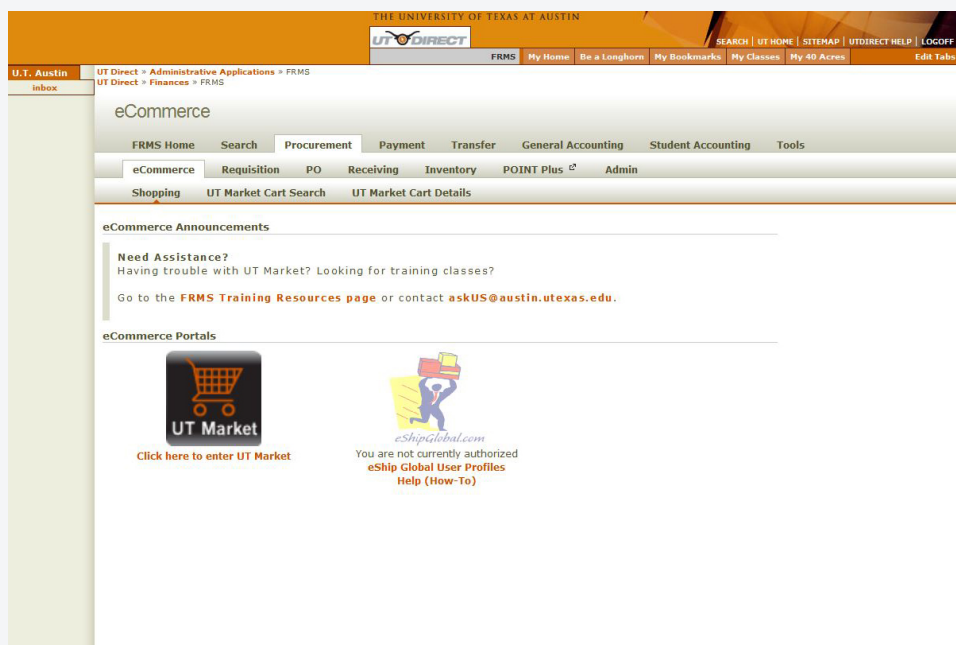 THE UNIVERSITY OF TEXAS AT AUSTIN
UT DIRECT
SEARCH | UT HOME | SITEMAP | UTDIRECT HELP | LOGOFF
FRMS My Home Be a Longhorn My Bookmarks My Classes My 40 Acres Edit Tabs
U.T. Austin
inbox
UT Direct » Administrative Applications » FRMS
UT Direct » Finances » FRMS
eCommerce
FRMS Home Search Procurement Payment Transfer General Accounting Student Accounting Tools
eCommerce Requisition PO Receiving Inventory POINT Plus Admin
Shopping UT Market Cart Search UT Market Cart Details
eCommerce Announcements
Need Assistance?
Having trouble with UT Market? Looking for training classes?
Go to the FRMS Training Resources page or contact askUS@austin.utexas.edu.
eCommerce Portals
UT Market
Click here to enter UT Market
eShipGlobal.com
You are not currently authorized
eShip Global User Profiles
Help (How-To)